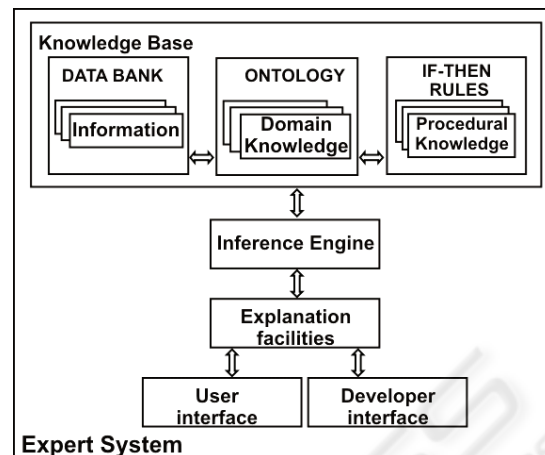 Knowledge Base
DATA BANK
Information
ONTOLOGY
Domain
Knowledge
IF-THEN
RULES
Procedural
Knowledge
Inference Engine
Explanation
facilities
User
interface
Developer
interface
Expert System